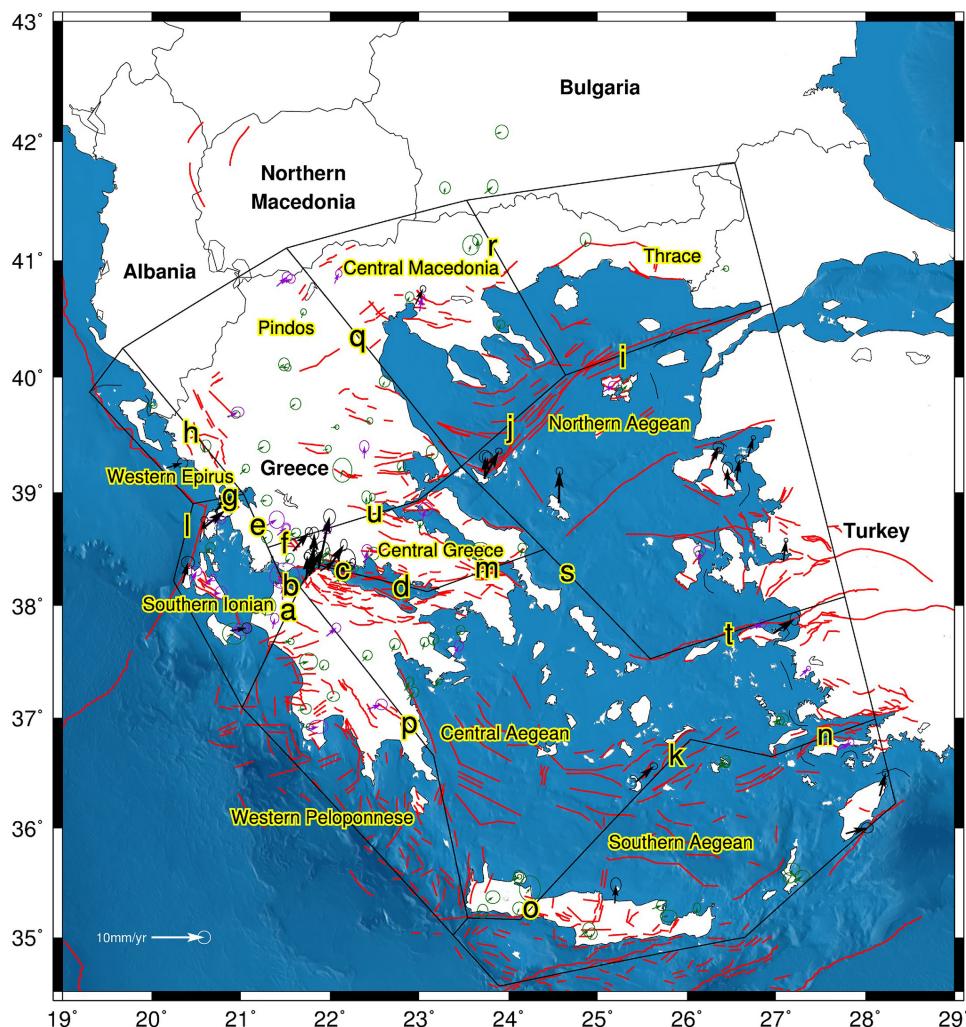 43°
Bulgaria
42°
Northern
Macedonia
r
41°
Albania
Central Macedonia
Thrace
Pindos
q
i
40°
h
j
Northern Aegean
Greece
Western Epirus
39°
g
l
e
u
f
Turkey
c
Central Greece
b
d
m
s
38°
Southern Ionian
a
t
37°
p
Central Aegean
n
k
Western Peloponnese
36°
Southern Aegean
o
10mm/yr
35°
19°
20°
21°
22°
23°
24°
25°
26°
27°
28°
29°